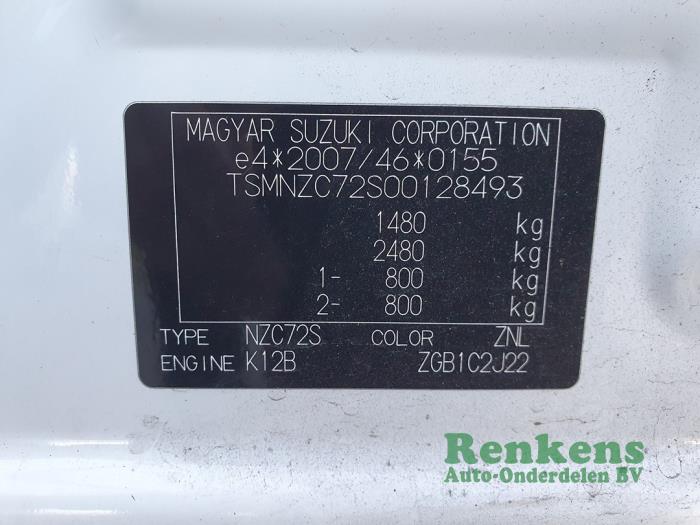 MAGYAR SUZUKI CORPORATION
e4*2007/46*0155
TSMNZC72S00128493
1480 kg
2480 kg
1- 800 kg
2- 800 kg
TYPE NZC72S COLOR ZNL
ENGINE K12B ZGB1C2J22
Renkens
Auto-Onderdelen BV